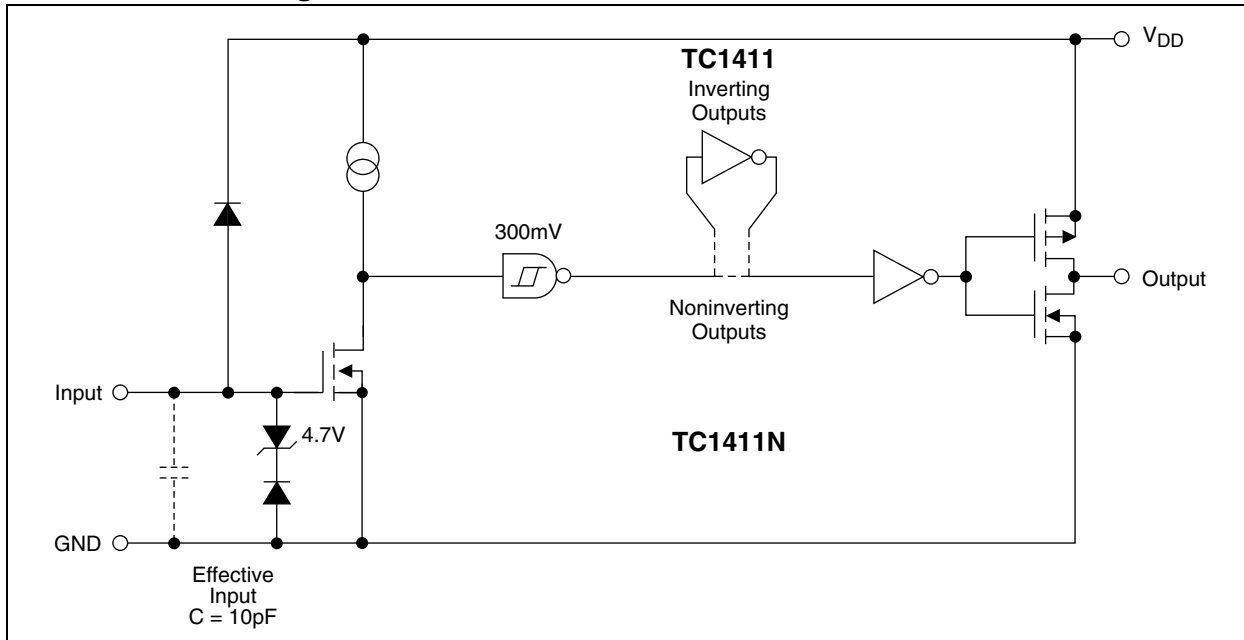 V_DD
TC1411
Inverting
Outputs
300mV
Output
Noninverting
Outputs
Input
4.7V
TC1411N
GND
Effective
Input
C = 10pF